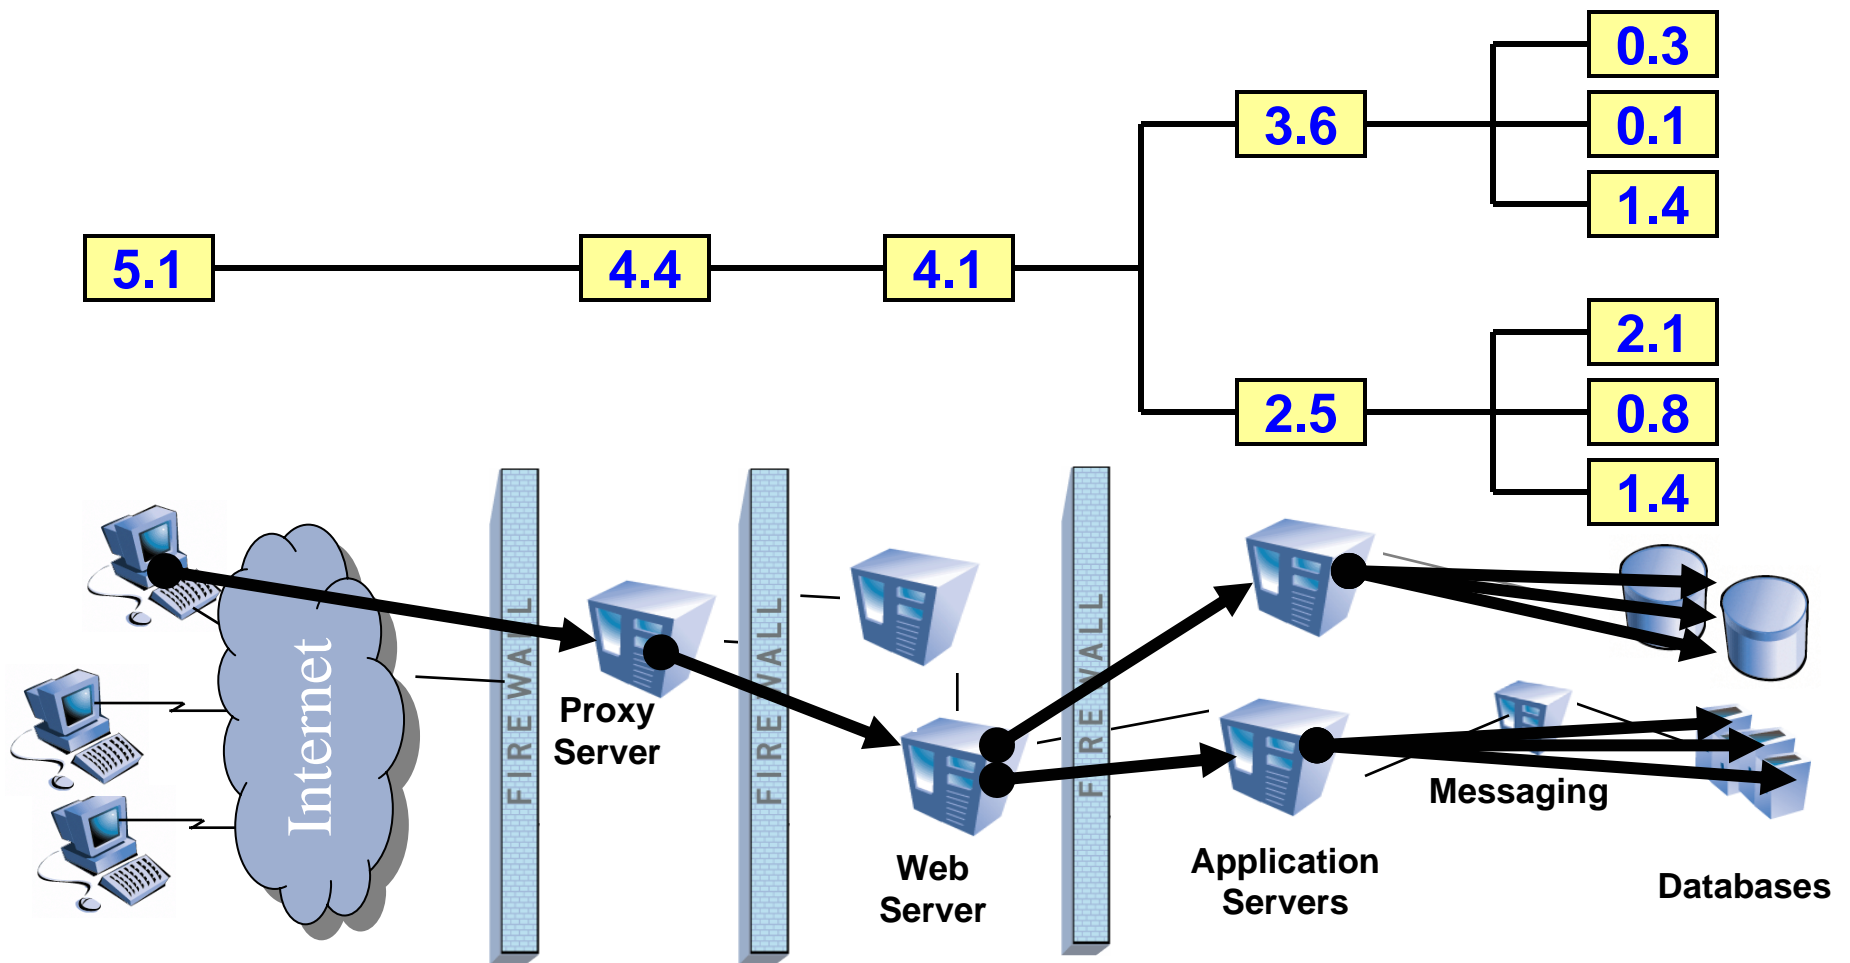 0.3
3.6
0.1
1.4
5.1
4.4
4.1
2.1
2.5
0.8
1.4
Internet
FIREWALL
Proxy
Server
FIREWALL
FIREWALL
Web
Server
Application
Servers
Messaging
Databases